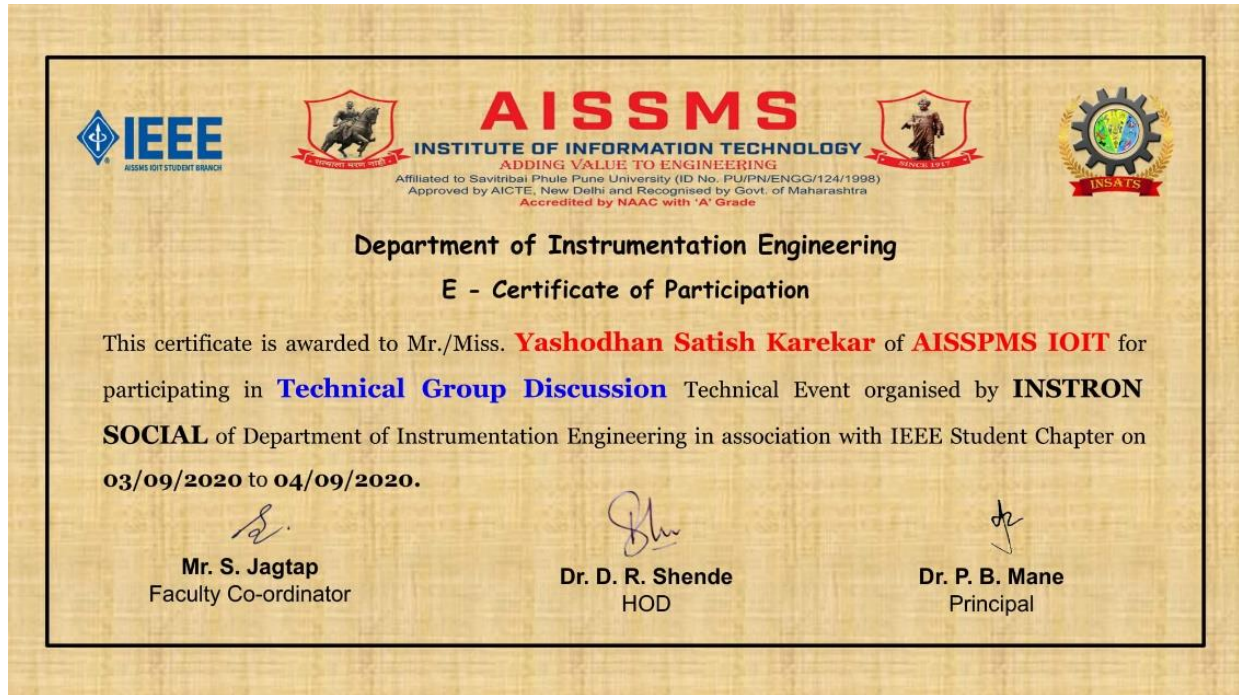 IEEE
AISSMS IOIT STUDENT BRANCH
AISSMS
INSTITUTE OF INFORMATION TECHNOLOGY
ADDING VALUE TO ENGINEERING
Affiliated to Savitribai Phule Pune University (ID No. PU/PN/ENGG/124/1998)
Approved by AICTE, New Delhi and Recognised by Govt. of Maharashtra
Accredited by NAAC with 'A' Grade
SINCE 1917
INSATS
Department of Instrumentation Engineering
E - Certificate of Participation
This certificate is awarded to Mr./Miss. Yashodhan Satish Karekar of AISSPMS IOIT for
participating in Technical Group Discussion Technical Event organised by INSTRON
SOCIAL of Department of Instrumentation Engineering in association with IEEE Student Chapter on
03/09/2020 to 04/09/2020.
Mr. S. Jagtap
Faculty Co-ordinator
Dr. D. R. Shende
HOD
Dr. P. B. Mane
Principal